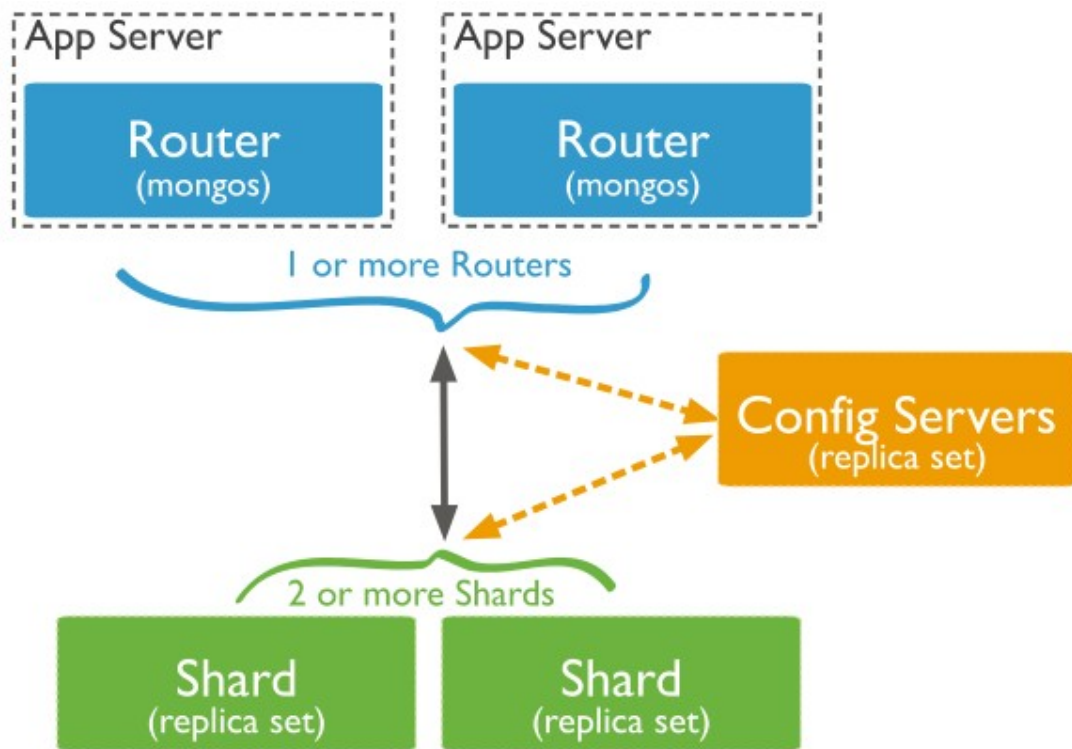 App Server
App Server
Router
(mongos)
Router
(mongos)
1 or more Routers
Config Servers
(replica set)
2 or more Shards
Shard
(replica set)
Shard
(replica set)